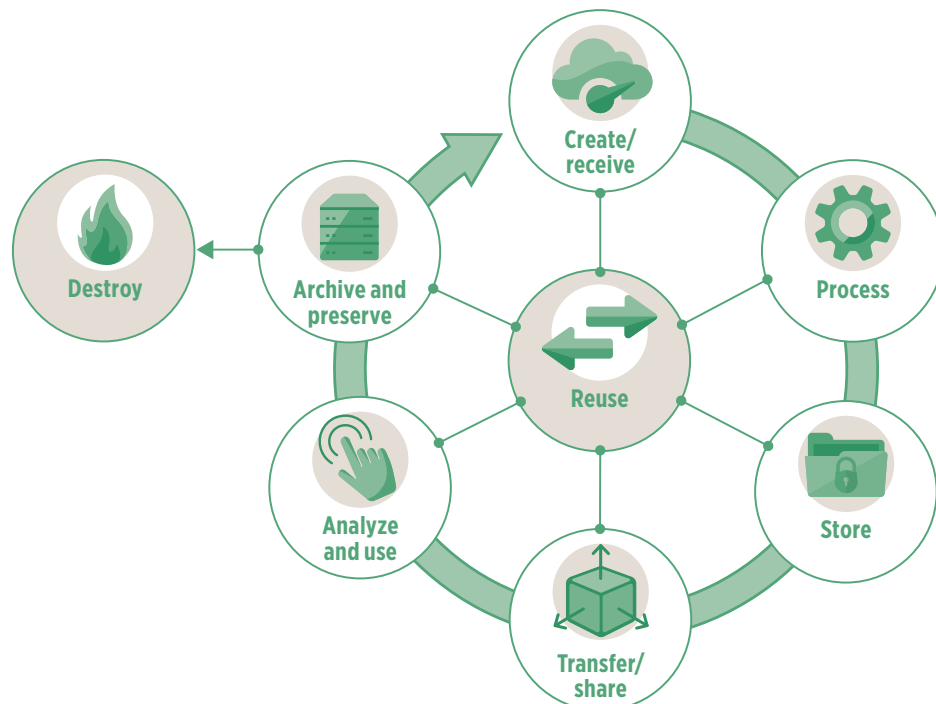 Create/
receive
Process
Store
Transfer/
share
Analyze
and use
Archive and
preserve
Destroy
Reuse